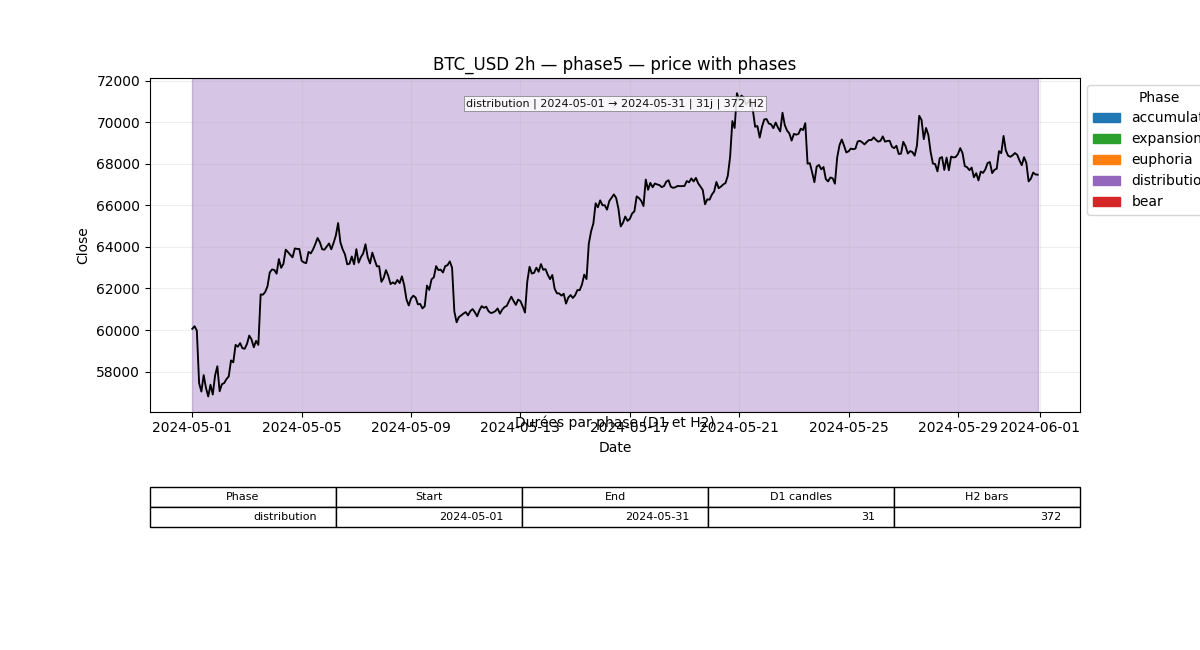 BTC_USD 2h — phase5 — price with phases
72000
70000
68000
66000
64000
62000
60000
58000
Close
distribution | 2024-05-01 → 2024-05-31 | 31j | 372 H2
Phase
accumulat
expansion
euphoria
distributio
bear
2024-05-01 2024-05-05 2024-05-09 2024-05-13 2024-05-17 2024-05-21 2024-05-25 2024-05-29 2024-06-01
Durées par phase (D1 et H2)
Date
Phase Start End D1 candles H2 bars
distribution 2024-05-01 2024-05-31 31 372